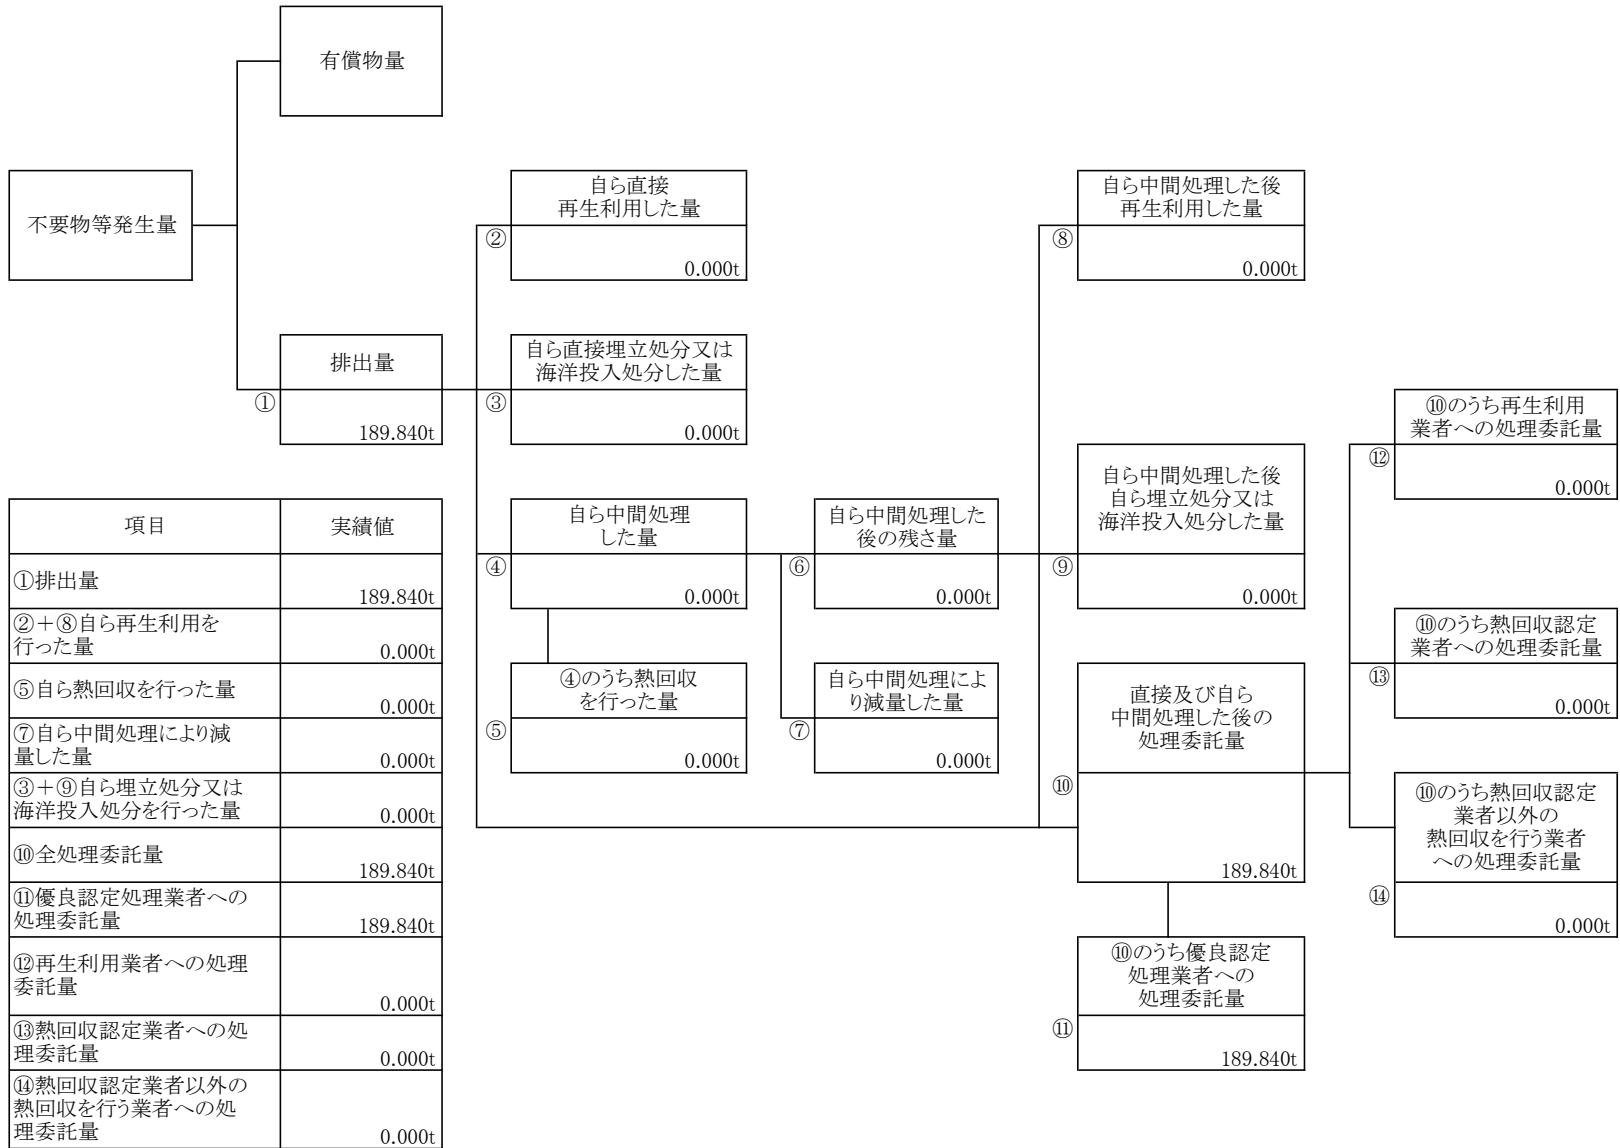 有償物量
不要物等発生量
自ら直接
再生利用した量
②
0.000t
自ら中間処理した後
再生利用した量
⑧
0.000t
排出量
①
189.840t
自ら直接埋立処分又は
海洋投入処分した量
③
0.000t
⑩のうち再生利用
業者への処理委託量
⑫
0.000t
自ら中間処理
した量
④
0.000t
自ら中間処理した
後の残さ量
⑥
0.000t
自ら中間処理した後
自ら埋立処分又は
海洋投入処分した量
⑨
0.000t
⑩のうち熱回収認定
業者への処理委託量
⑬
0.000t
④のうち熱回収
を行った量
⑤
0.000t
自ら中間処理によ
り減量した量
⑦
0.000t
直接及び自ら
中間処理した後の
処理委託量
⑩
189.840t
⑩のうち熱回収認定
業者以外の
熱回収を行う業者
への処理委託量
⑭
0.000t
⑩のうち優良認定
処理業者への
処理委託量
⑪
189.840t
項目 実績値
①排出量
189.840t
②+⑧自ら再生利用を
行った量
0.000t
⑤自ら熱回収を行った量
0.000t
⑦自ら中間処理により減
量した量
0.000t
③+⑨自ら埋立処分又は
海洋投入処分を行った量
0.000t
⑩全処理委託量
189.840t
⑪優良認定処理業者への
処理委託量
189.840t
⑫再生利用業者への処理
委託量
0.000t
⑬熱回収認定業者への処
理委託量
0.000t
⑭熱回収認定業者以外の
熱回収を行う業者への処
理委託量
0.000t